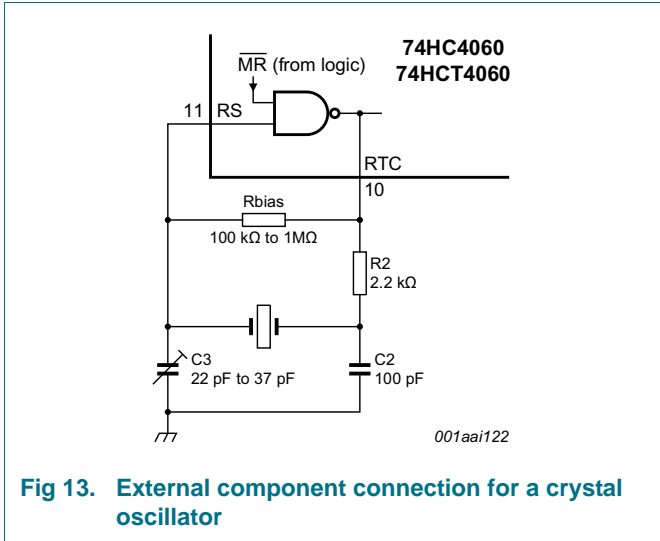 74HC4060
74HCT4060
MR (from logic)
11 RS
RTC
10
Rbias
100 kΩ to 1MΩ
R2
2.2 kΩ
C3
22 pF to 37 pF
C2
100 pF
001aai122
Fig 13. External component connection for a crystal
oscillator